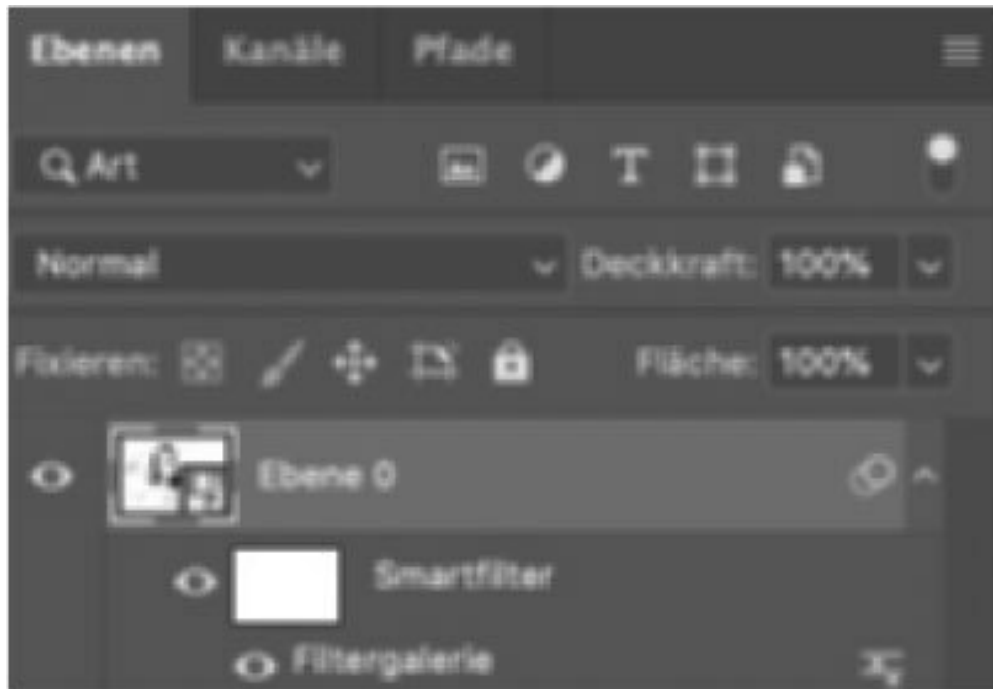 Ebenen Kanäle Pfade
Art
Normal Deckkraft: 100%
Fixieren: Fläche: 100%
Ebene 0
Smartfilter
Filtergalerie